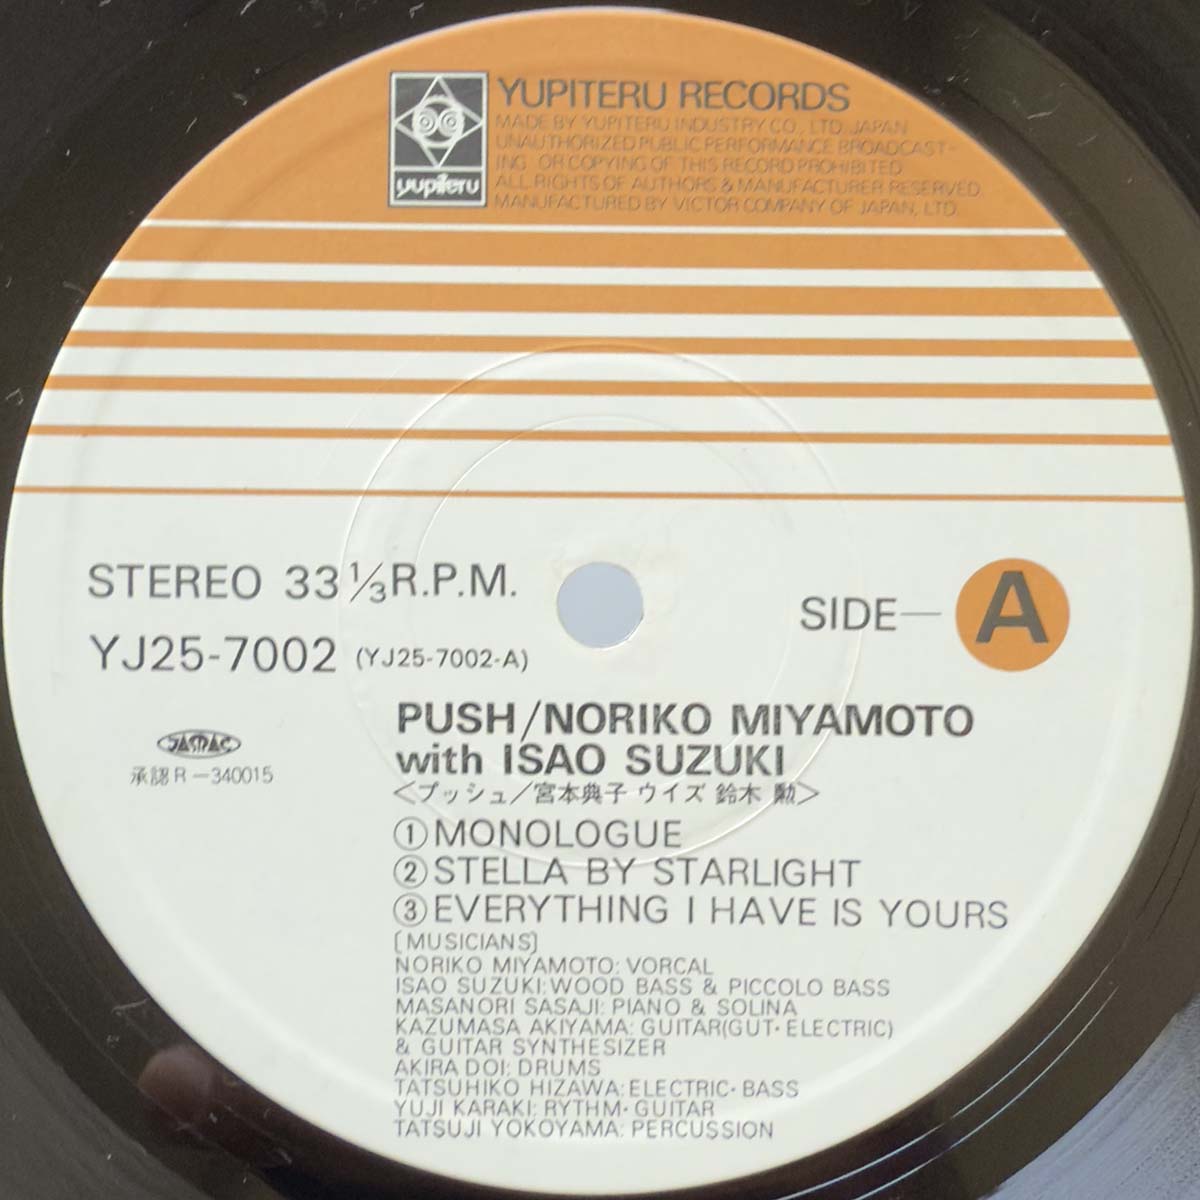 YUPITERU RECORDS
MADE BY YUPITERU INDUSTRY CO., LTD. JAPAN
UNAUTHORIZED PUBLIC PERFORMANCE BROADCAST-
ING OR COPYING OF THIS RECORD PROHIBITED.
ALL RIGHTS OF AUTHORS & MANUFACTURER RESERVED.
MANUFACTURED BY VICTOR COMPANY OF JAPAN, LTD.
yupiteru
STEREO 33 1/3 R.P.M.
SIDE—A
YJ25-7002 (YJ25-7002-A)
JASRAC
承認R-340015
PUSH/NORIKO MIYAMOTO
with ISAO SUZUKI
<プッシュ/宮本典子 ウイズ 鈴木 勲>
①MONOLOGUE
②STELLA BY STARLIGHT
③EVERYTHING I HAVE IS YOURS
[MUSICIANS]
NORIKO MIYAMOTO: VORCAL
ISAO SUZUKI: WOOD BASS & PICCOLO BASS
MASANORI SASAJI: PIANO & SOLINA
KAZUMASA AKIYAMA: GUITAR(GUT・ELECTRIC)
& GUITAR SYNTHESIZER
AKIRA DOI: DRUMS
TATSUHIKO HIZAWA: ELECTRIC・BASS
YUJI KARAKI: RYTHM・GUITAR
TATSUJI YOKOYAMA: PERCUSSION